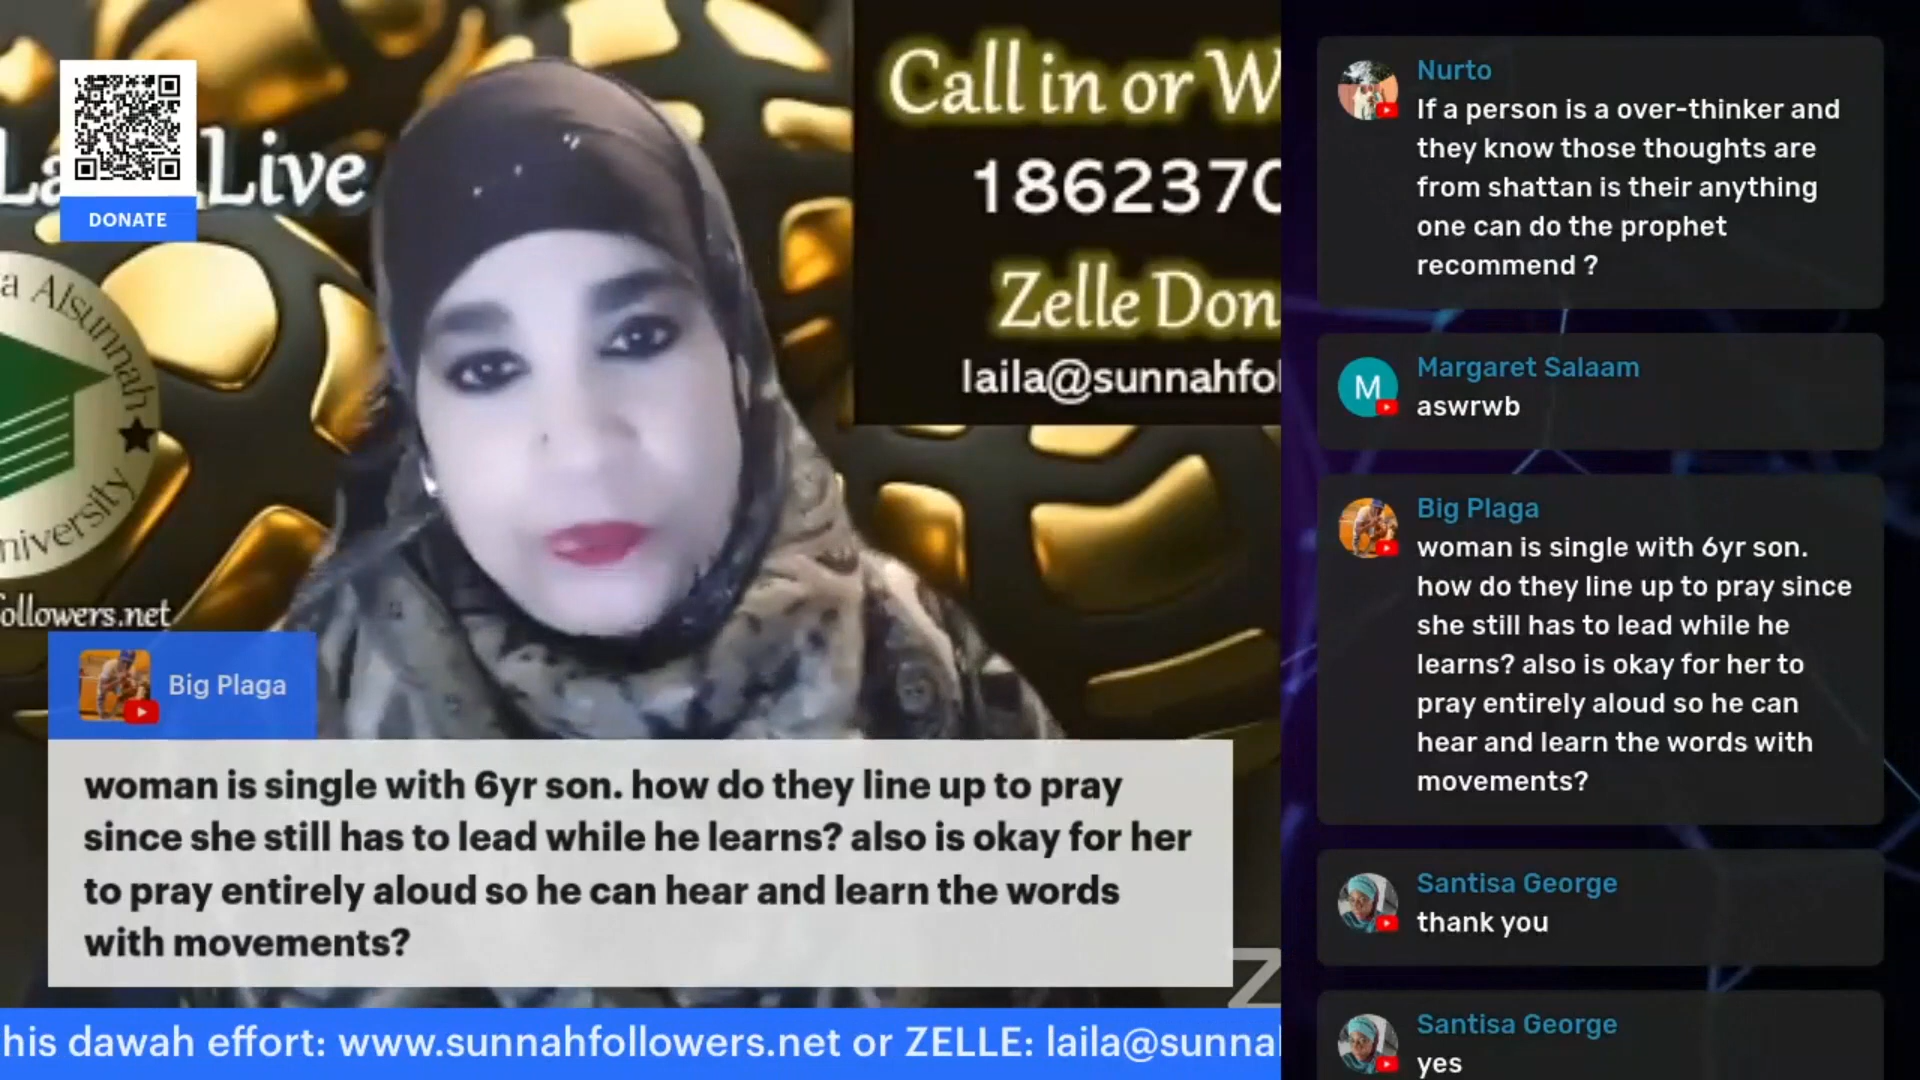 La Live
DONATE
a Alsunnah
niversity
ollowers.net
Call in or W
1862370
Zelle Don
laila@sunnahfol
Big Plaga
woman is single with 6yr son. how do they line up to pray
since she still has to lead while he learns? also is okay for her
to pray entirely aloud so he can hear and learn the words
with movements?
Z
his dawah effort: www.sunnahfollowers.net or ZELLE: laila@sunna
Nurto
If a person is a over-thinker and
they know those thoughts are
from shattan is their anything
one can do the prophet
recommend ?
M
Margaret Salaam
aswrwb
Big Plaga
woman is single with 6yr son.
how do they line up to pray since
she still has to lead while he
learns? also is okay for her to
pray entirely aloud so he can
hear and learn the words with
movements?
Santisa George
thank you
Santisa George
yes